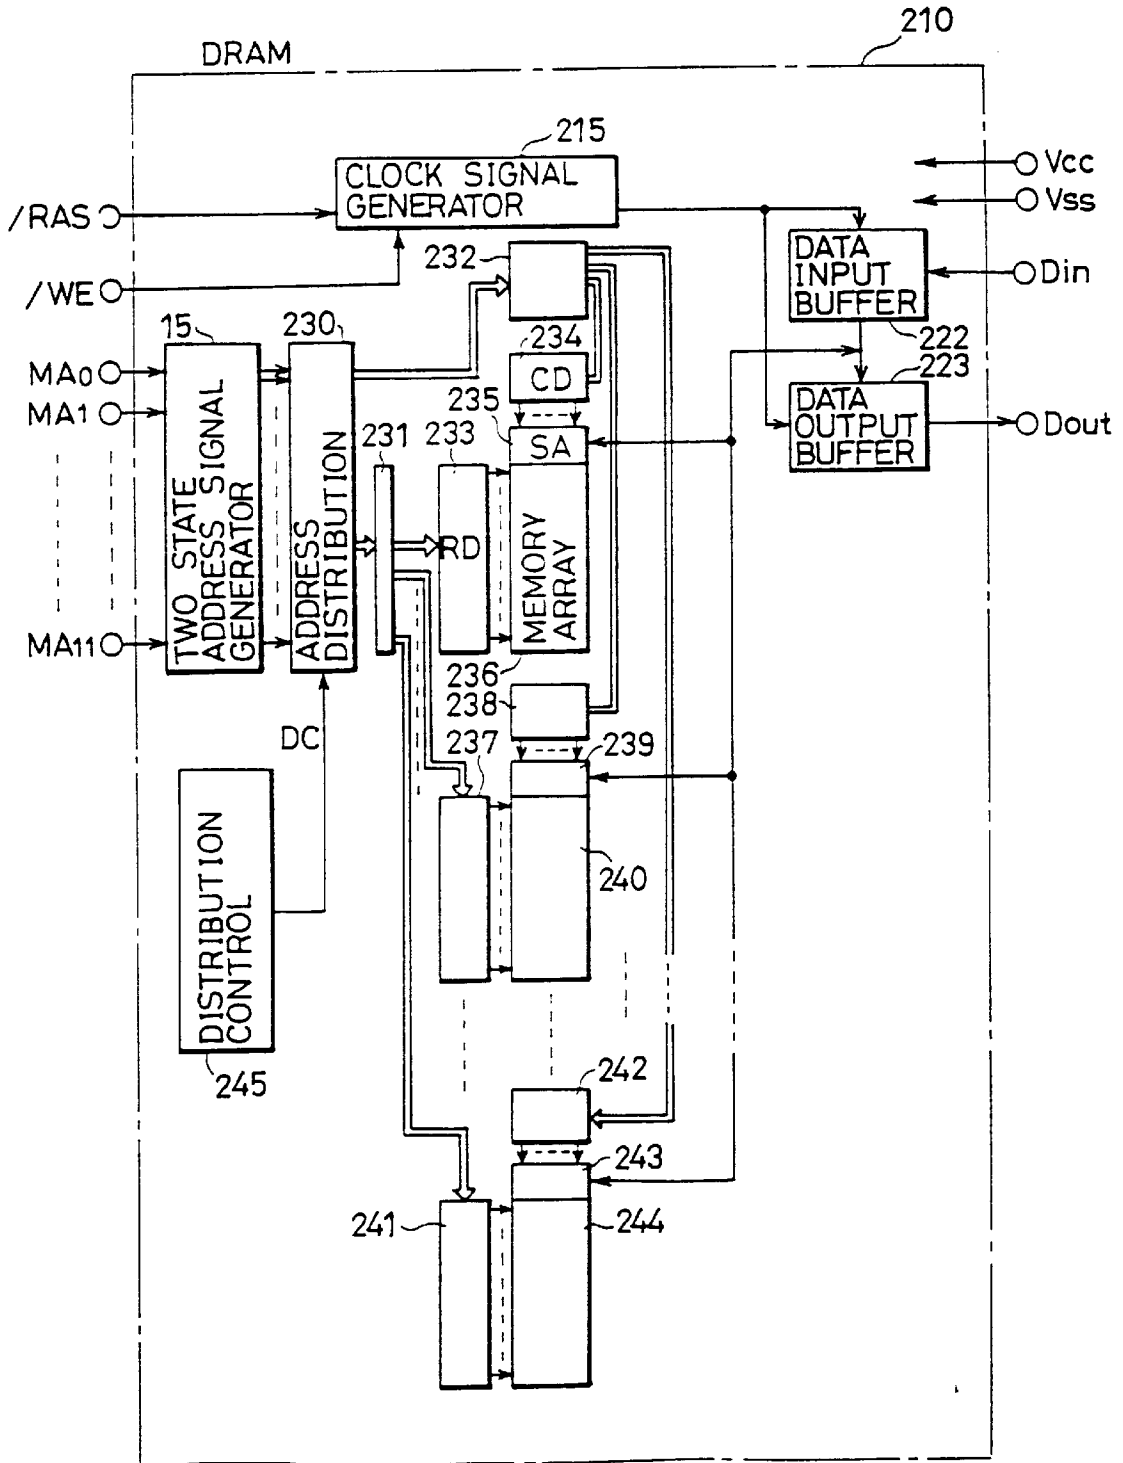 210
DRAM
215
CLOCK SIGNAL
GENERATOR
Vcc
Vss
/RAS
232
DATA
INPUT
BUFFER
Din
/WE
15
230
234
222
223
MA0
CD
MA1
235
DATA
OUTPUT
BUFFER
Dout
231
233
SA
TWO STATE
ADDRESS SIGNAL
GENERATOR
ADDRESS
DISTRIBUTION
RD
MEMORY
ARRAY
MA11
236
238
DC
237
239
240
DISTRIBUTION
CONTROL
245
242
243
241
244